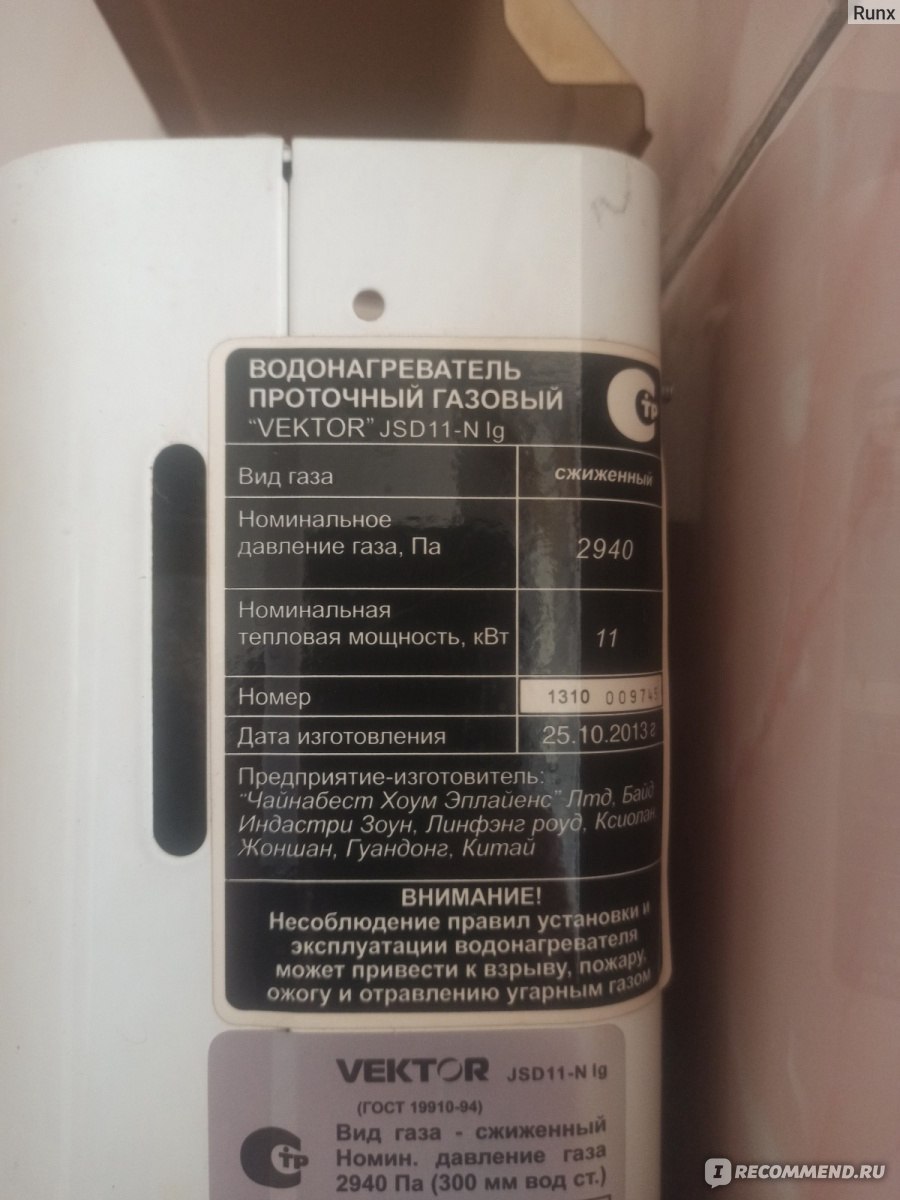 Runx
ВОДОНАГРЕВАТЕЛЬ
ПРОТОЧНЫЙ ГАЗОВЫЙ
"VEKTOR" JSD11-N lg
Вид газа сжиженный
Номинальное
давление газа, Па 2940
Номинальная
тепловая мощность, кВт 11
Номер 1310 009745
Дата изготовления 25.10.2013 г
Предприятие-изготовитель:
"Чайнабест Хоум Эплайенс" Лтд, Байд
Индастри Зоун, Линфэнг роуд, Ксиолан
Жоншан, Гуандонг, Китай
ВНИМАНИЕ!
Несоблюдение правил установки и
эксплуатации водонагревателя
может привести к взрыву, пожару,
ожогу и отравлению угарным газом
VEKTOR JSD11-N lg
(ГОСТ 19910-94)
Вид газа - сжиженный
Номин. давление газа
2940 Па (300 мм вод ст.)
IRECOMMEND.RU